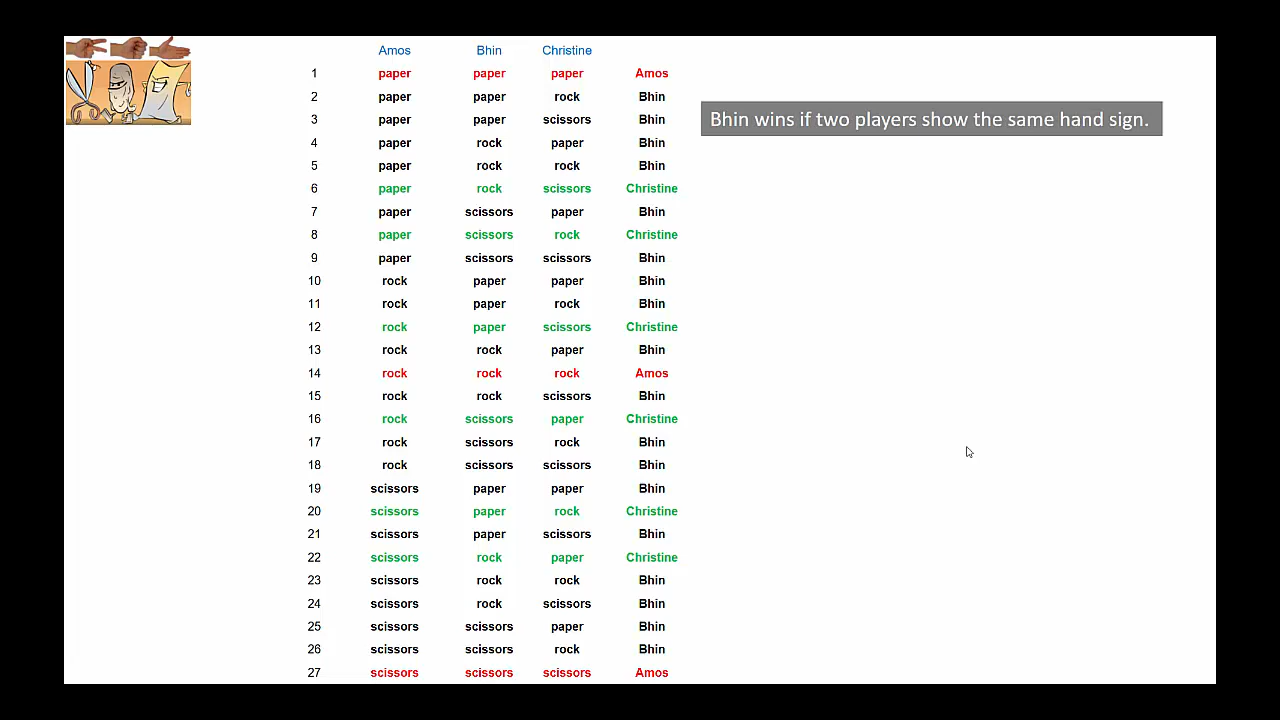 Amos Bhin Christine
1 paper paper paper Amos
2 paper paper rock Bhin
Bhin wins if two players show the same hand sign.
3 paper paper scissors Bhin
4 paper rock paper Bhin
5 paper rock rock Bhin
6 paper rock scissors Christine
7 paper scissors paper Bhin
8 paper scissors rock Christine
9 paper scissors scissors Bhin
10 rock paper paper Bhin
11 rock paper rock Bhin
12 rock paper scissors Christine
13 rock rock paper Bhin
14 rock rock rock Amos
15 rock rock scissors Bhin
16 rock scissors paper Christine
17 rock scissors rock Bhin
18 rock scissors scissors Bhin
19 scissors paper paper Bhin
20 scissors paper rock Christine
21 scissors paper scissors Bhin
22 scissors rock paper Christine
23 scissors rock rock Bhin
24 scissors rock scissors Bhin
25 scissors scissors paper Bhin
26 scissors scissors rock Bhin
27 scissors scissors scissors Amos